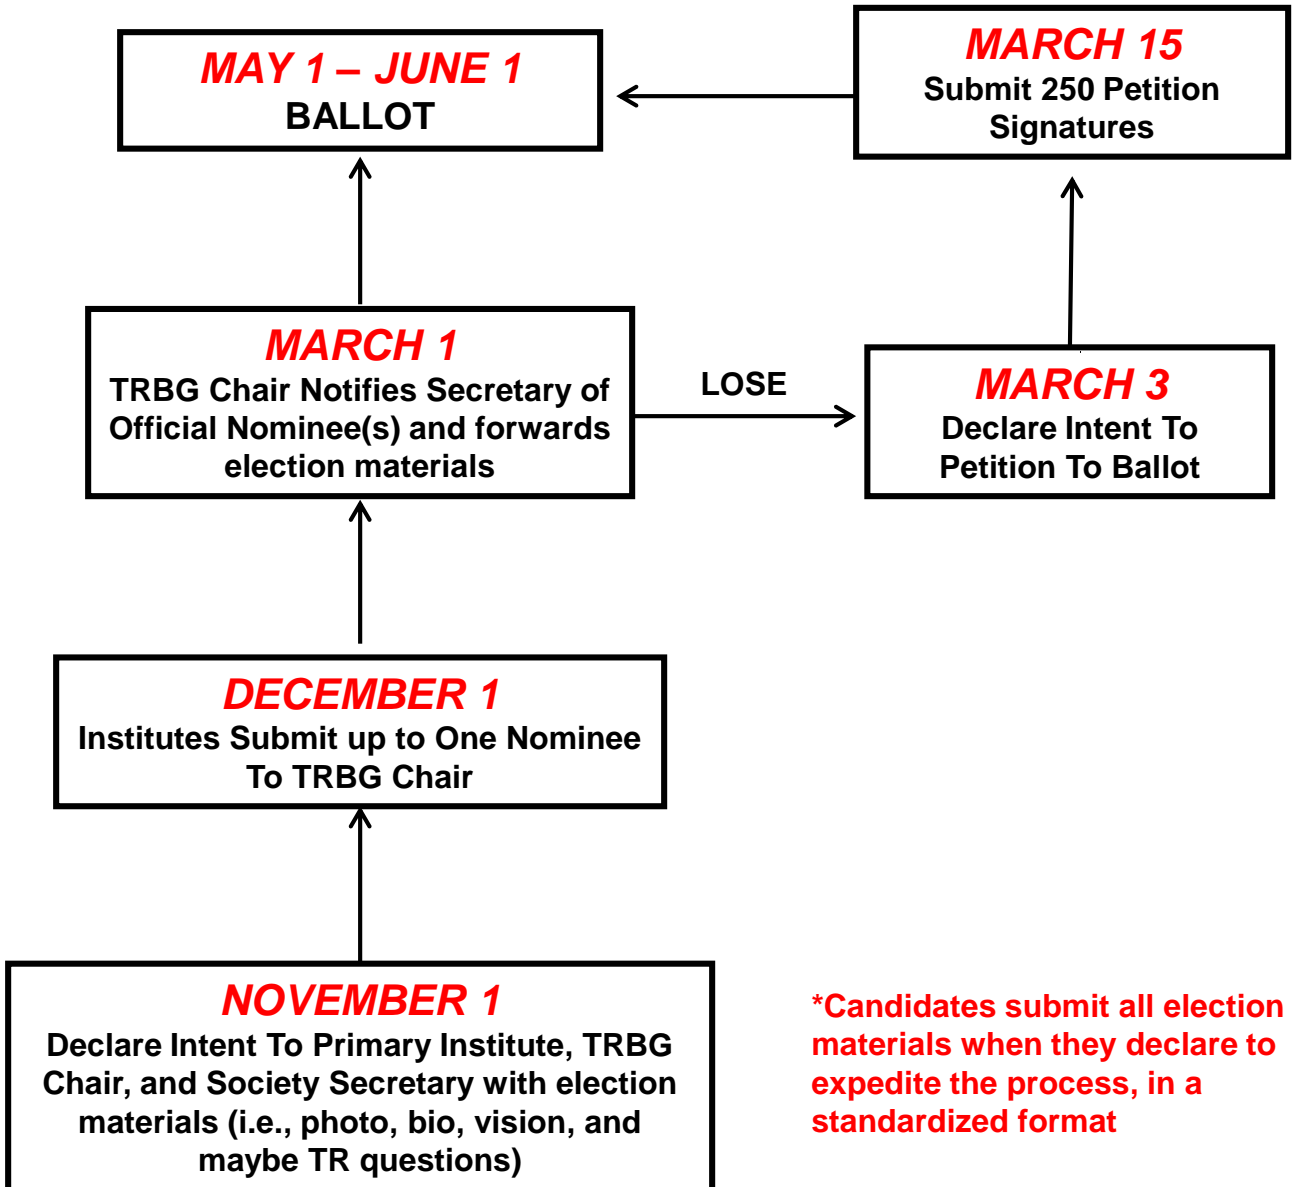 MAY 1 – JUNE 1
BALLOT
MARCH 15
Submit 250 Petition
Signatures
MARCH 1
TRBG Chair Notifies Secretary of
Official Nominee(s) and forwards
election materials
LOSE
MARCH 3
Declare Intent To
Petition To Ballot
DECEMBER 1
Institutes Submit up to One Nominee
To TRBG Chair
NOVEMBER 1
Declare Intent To Primary Institute, TRBG
Chair, and Society Secretary with election
materials (i.e., photo, bio, vision, and
maybe TR questions)
*Candidates submit all election
materials when they declare to
expedite the process, in a
standardized format